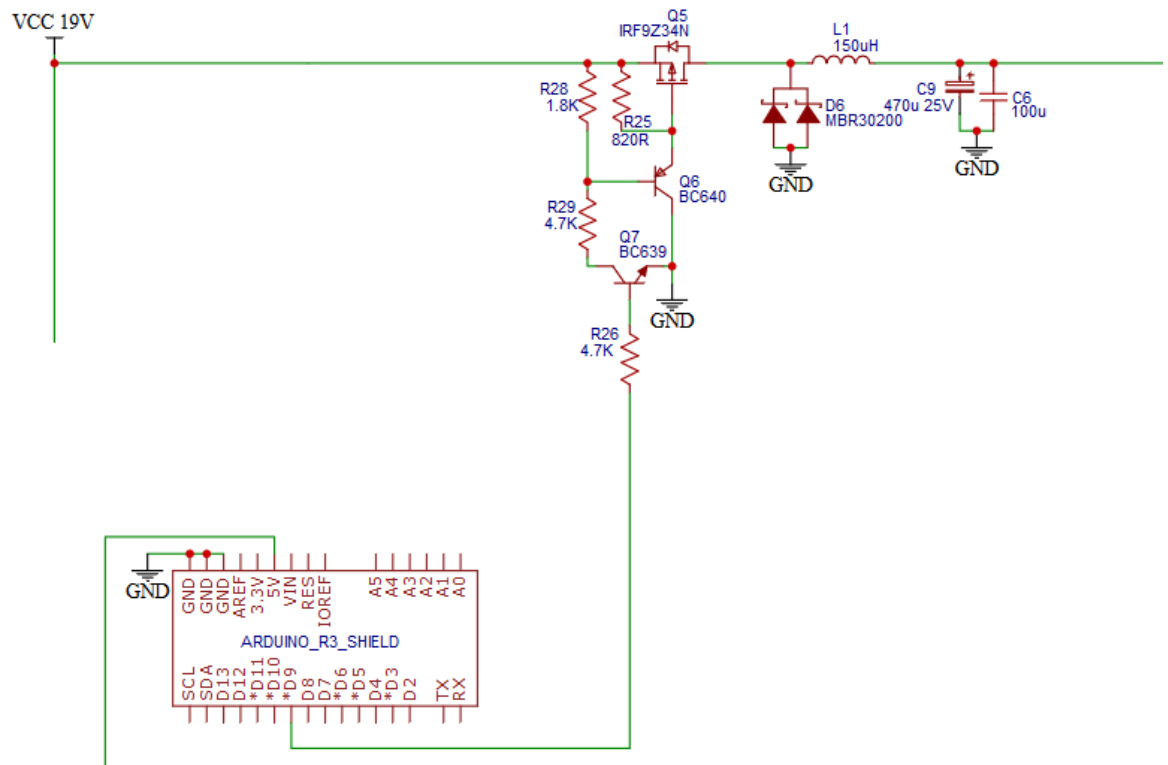 VCC 19V
Q5
IRF9Z34N
L1
150uH
R28
1.8K
R25
820R
D6
MBR30200
C9
470u 25V
C6
100u
GND
GND
Q6
BC640
R29
4.7K
Q7
BC639
GND
R26
4.7K
GND
GND
GND
GND
AREF
3.3V
5V
VIN
RES
IOREF
A5
A4
A3
A2
A1
A0
ARDUINO_R3_SHIELD
SCL
SDA
D13
D12
*D11
*D10
*D9
D8
D7
*D6
*D5
D4
*D3
D2
TX
RX